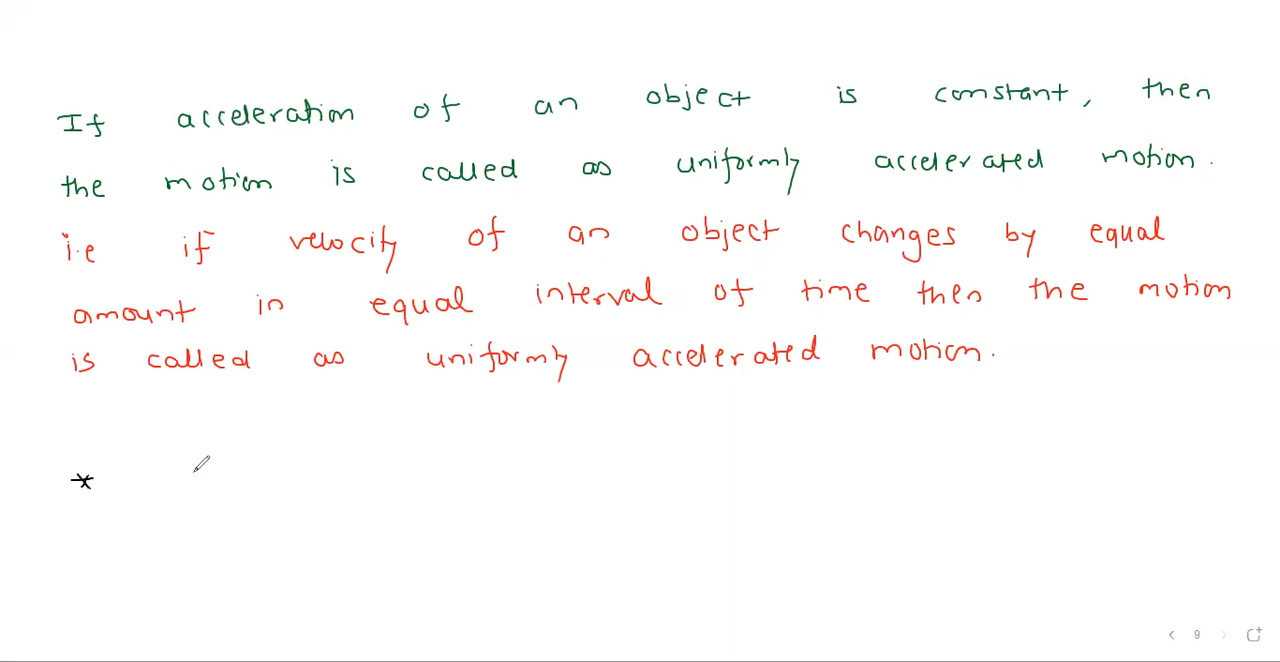 If acceleration of an object is constant, then
the motion is called as uniformly accelerated motion.
i.e if velocity of an object changes by equal
amount in equal interval of time then the motion
is called as uniformly accelerated motion.
*
< 9 >